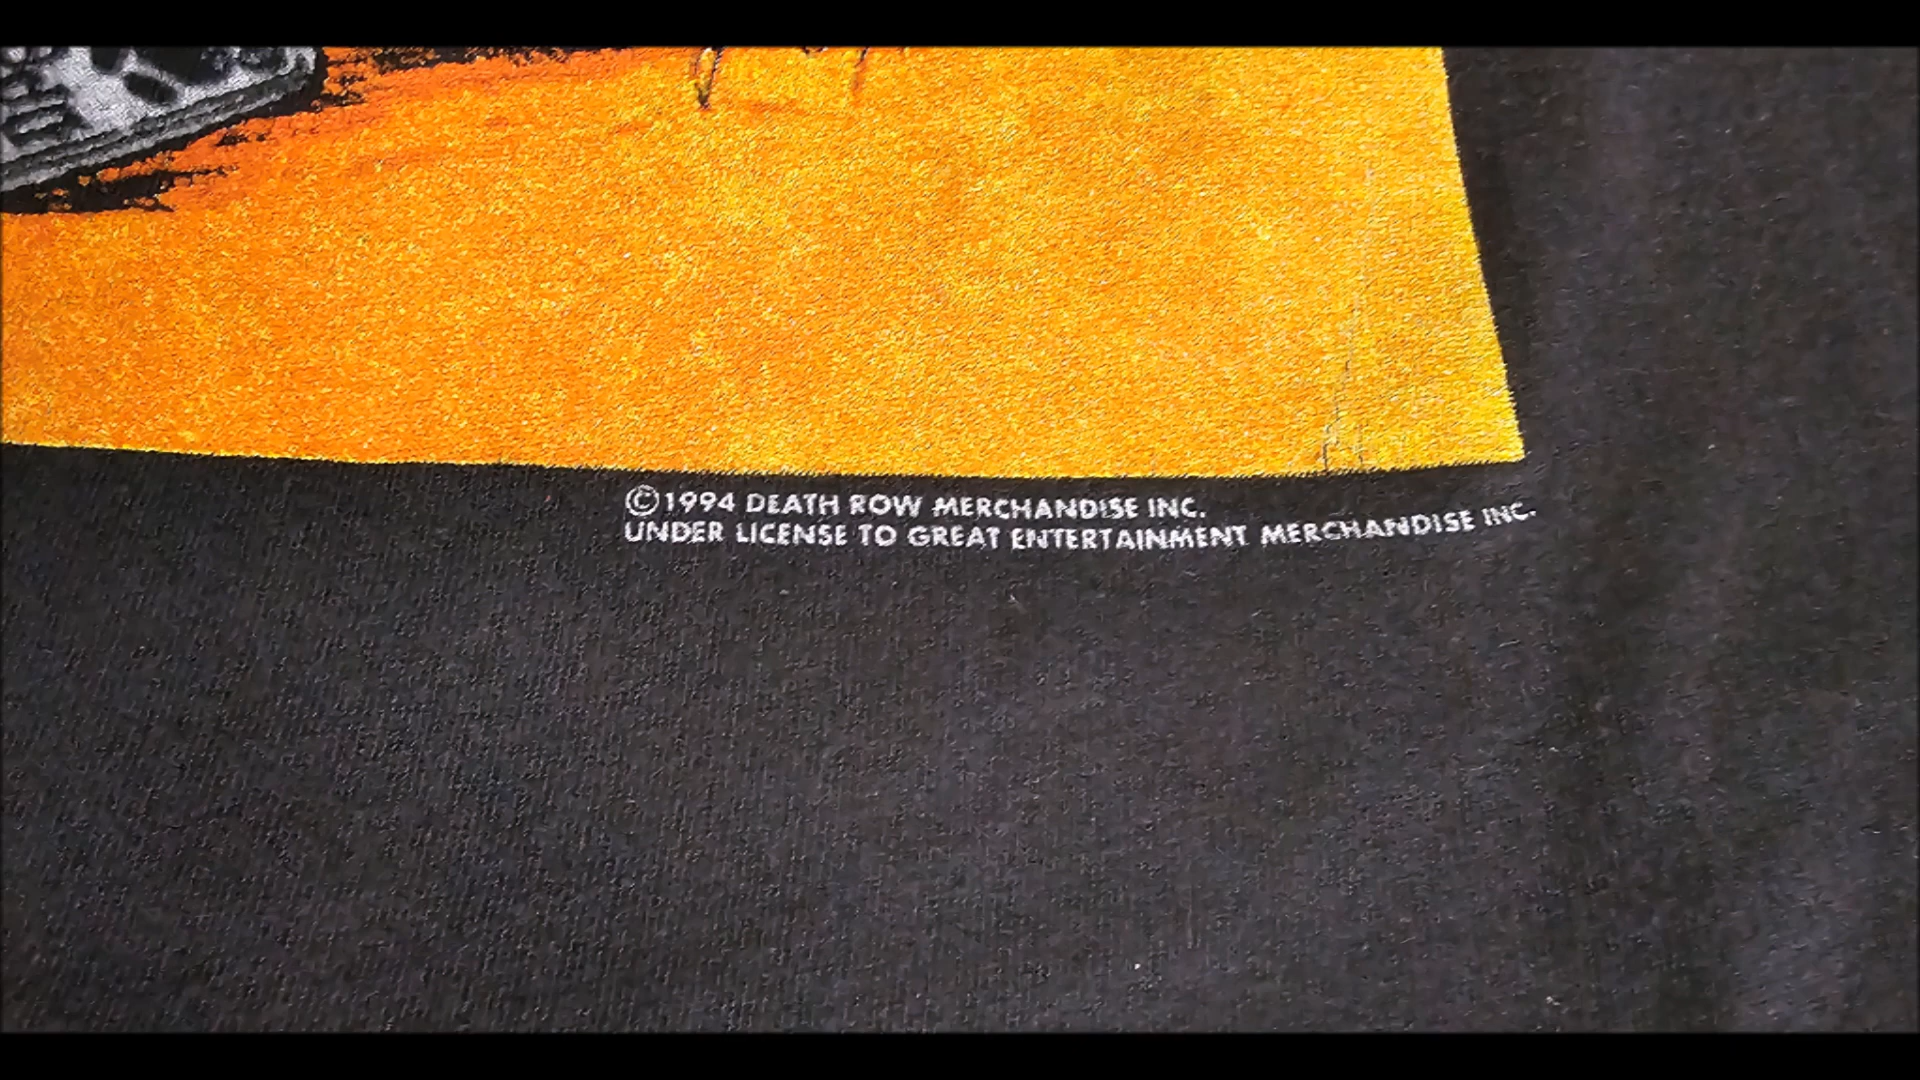 ©1994 DEATH ROW MERCHANDISE INC.
UNDER LICENSE TO GREAT ENTERTAINMENT MERCHANDISE INC.